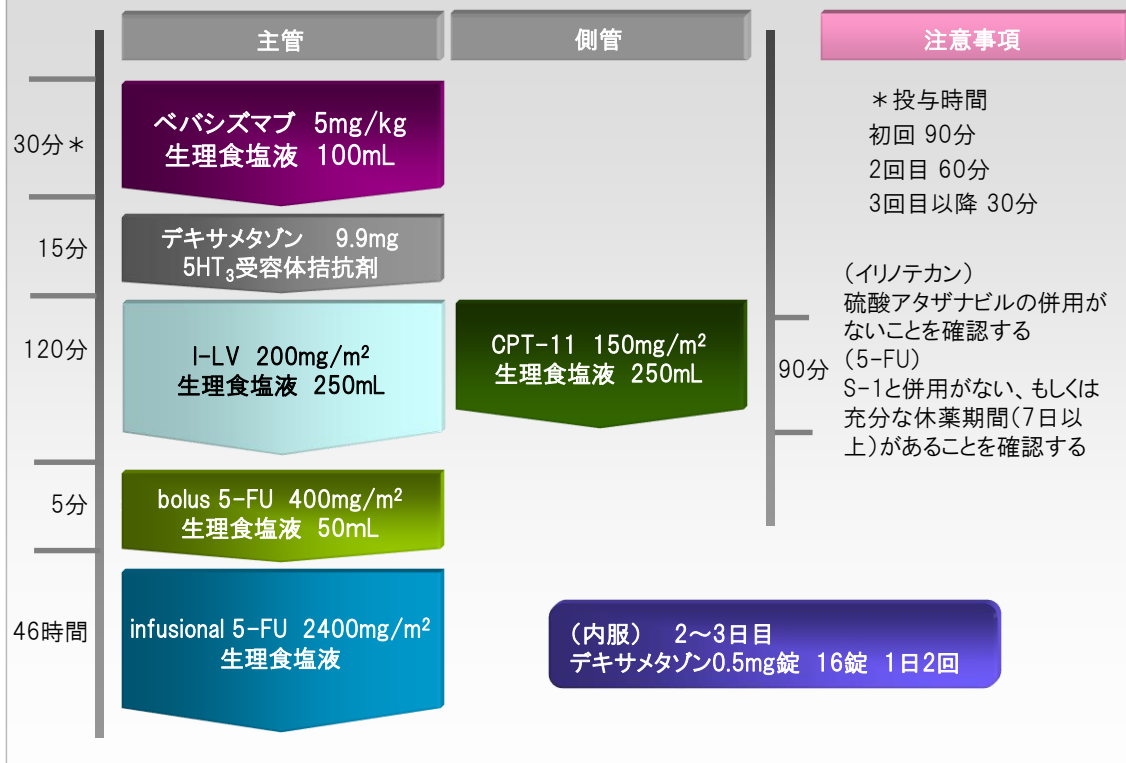 主管
側管
注意事項
30分＊
ベバシズマブ 5mg/kg
生理食塩液 100mL
15分
デキサメタゾン 9.9mg
5HT₃受容体拮抗剤
120分
l-LV 200mg/m²
生理食塩液 250mL
CPT-11 150mg/m²
生理食塩液 250mL
90分
5分
bolus 5-FU 400mg/m²
生理食塩液 50mL
46時間
infusional 5-FU 2400mg/m²
生理食塩液
＊投与時間
初回 90分
2回目 60分
3回目以降 30分
（イリノテカン）
硫酸アタザナビルの併用が
ないことを確認する
（5-FU）
S-1と併用がない、もしくは
充分な休薬期間（7日以
上）があることを確認する
（内服） 2～3日目
デキサメタゾン0.5mg錠 16錠 1日2回